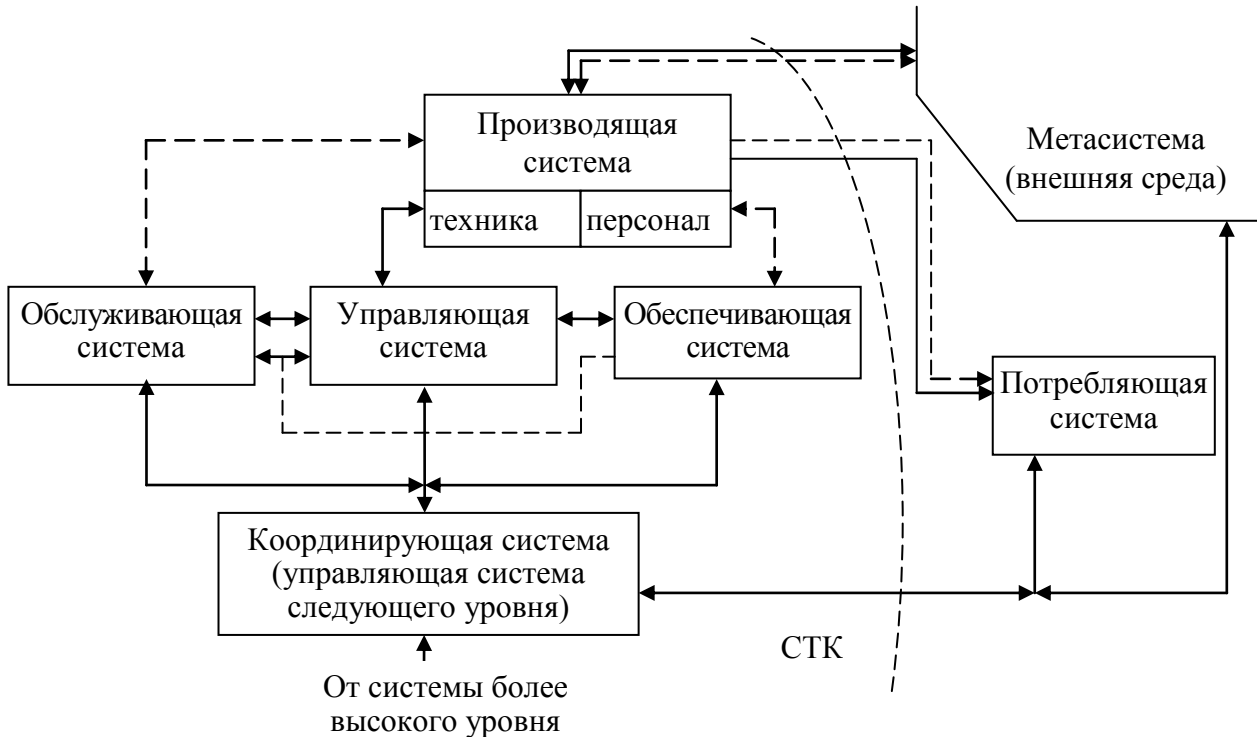 Производящая
система
Метасистема
(внешняя среда)
техника
персонал
Обслуживающая
система
Управляющая
система
Обеспечивающая
система
Потребляющая
система
Координирующая система
(управляющая система
следующего уровня)
СТК
От системы более
высокого уровня